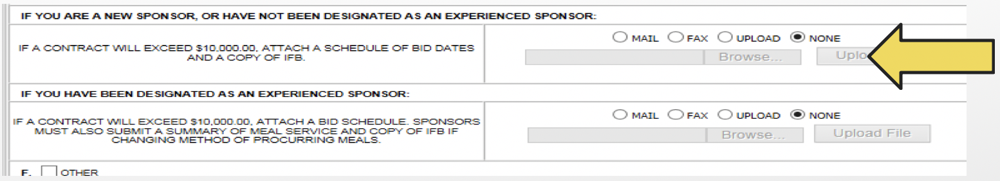 IF YOU ARE A NEW SPONSOR, OR HAVE NOT BEEN DESIGNATED AS AN EXPERIENCED SPONSOR:
IF A CONTRACT WILL EXCEED $10,000.00, ATTACH A SCHEDULE OF BID DATES
AND A COPY OF IFB.
MAIL FAX UPLOAD NONE
Browse... Uplo
IF YOU HAVE BEEN DESIGNATED AS AN EXPERIENCED SPONSOR:
IF A CONTRACT WILL EXCEED $10,000.00, ATTACH A BID SCHEDULE. SPONSORS
MUST ALSO SUBMIT A SUMMARY OF MEAL SERVICE AND COPY OF IFB IF
CHANGING METHOD OF PROCURRING MEALS.
MAIL FAX UPLOAD NONE
Browse... Upload File
F. OTHER